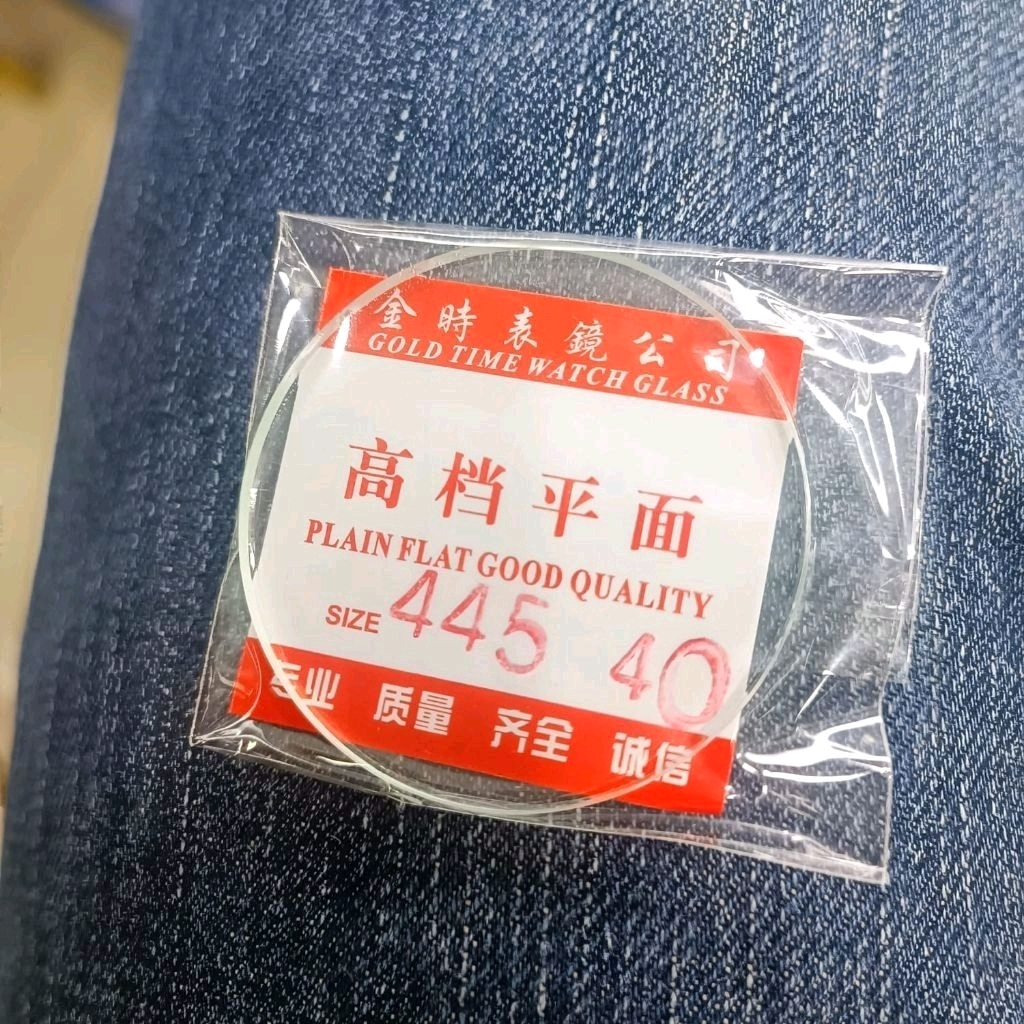 金時表鏡公司
GOLD TIME WATCH GLASS
高档平面
PLAIN FLAT GOOD QUALITY
SIZE 445 40
专业 质量 齐全 诚信